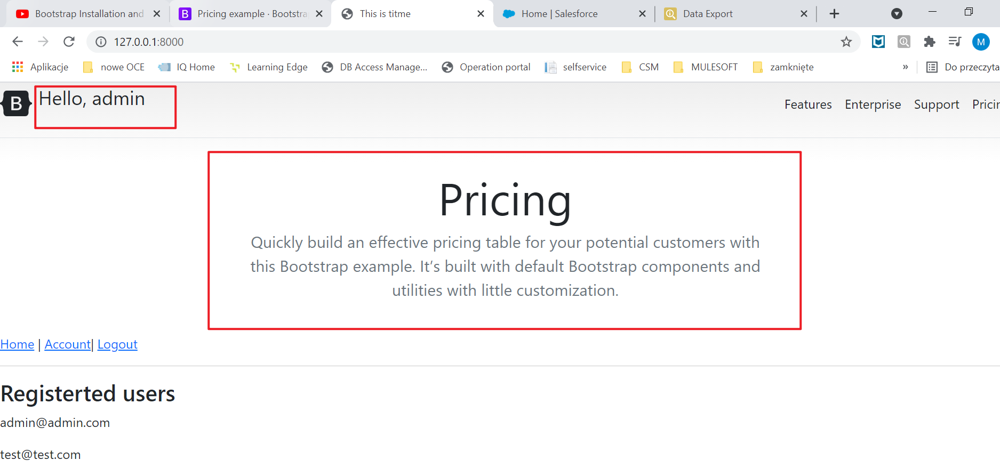 Bootstrap Installation and
B Pricing example · Bootstra
This is titme
Home | Salesforce
Data Export
127.0.0.1:8000
M
Aplikacje nowe OCE IQ Home Learning Edge DB Access Manage... Operation portal selfservice CSM MULESOFT zamknięte » Do przeczyta
B Hello, admin
Features Enterprise Support Pricin
Pricing
Quickly build an effective pricing table for your potential customers with
this Bootstrap example. It’s built with default Bootstrap components and
utilities with little customization.
Home | Account| Logout
Registerted users
admin@admin.com
test@test.com